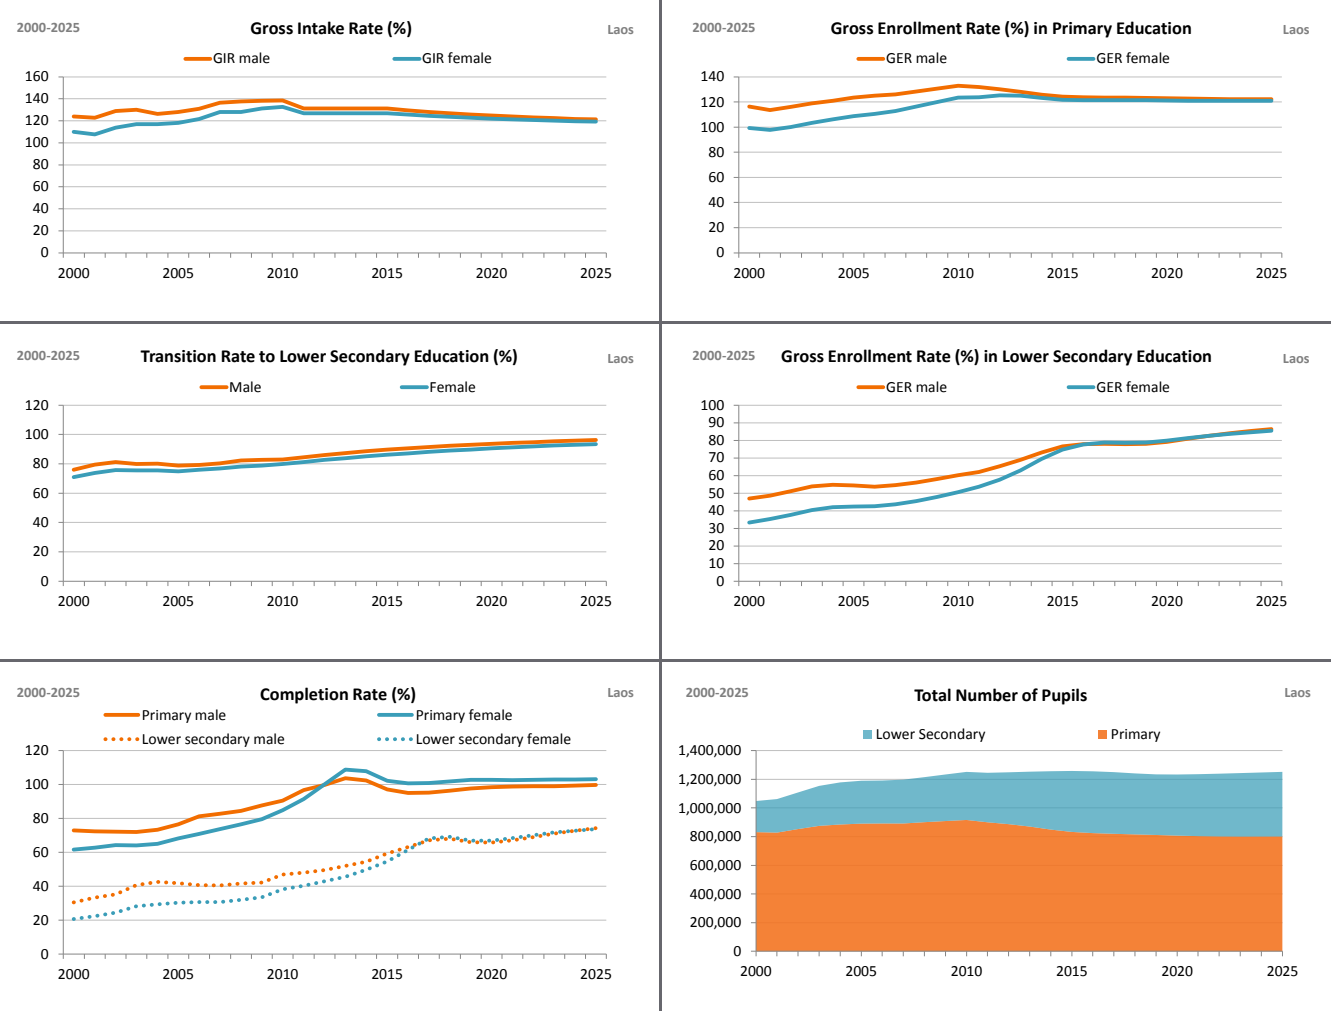 2000-2025 Gross Intake Rate (%) Laos
GIR male GIR female
160
140
120
100
80
60
40
20
0
2000 2005 2010 2015 2020 2025
2000-2025 Gross Enrollment Rate (%) in Primary Education Laos
GER male GER female
140
120
100
80
60
40
20
0
2000 2005 2010 2015 2020 2025
2000-2025 Transition Rate to Lower Secondary Education (%) Laos
Male Female
120
100
80
60
40
20
0
2000 2005 2010 2015 2020 2025
2000-2025 Gross Enrollment Rate (%) in Lower Secondary Education Laos
GER male GER female
100
90
80
70
60
50
40
30
20
10
0
2000 2005 2010 2015 2020 2025
2000-2025 Completion Rate (%) Laos
Primary male Primary female
Lower secondary male Lower secondary female
120
100
80
60
40
20
0
2000 2005 2010 2015 2020 2025
2000-2025 Total Number of Pupils Laos
Lower Secondary Primary
1,400,000
1,200,000
1,000,000
800,000
600,000
400,000
200,000
0
2000 2005 2010 2015 2020 2025